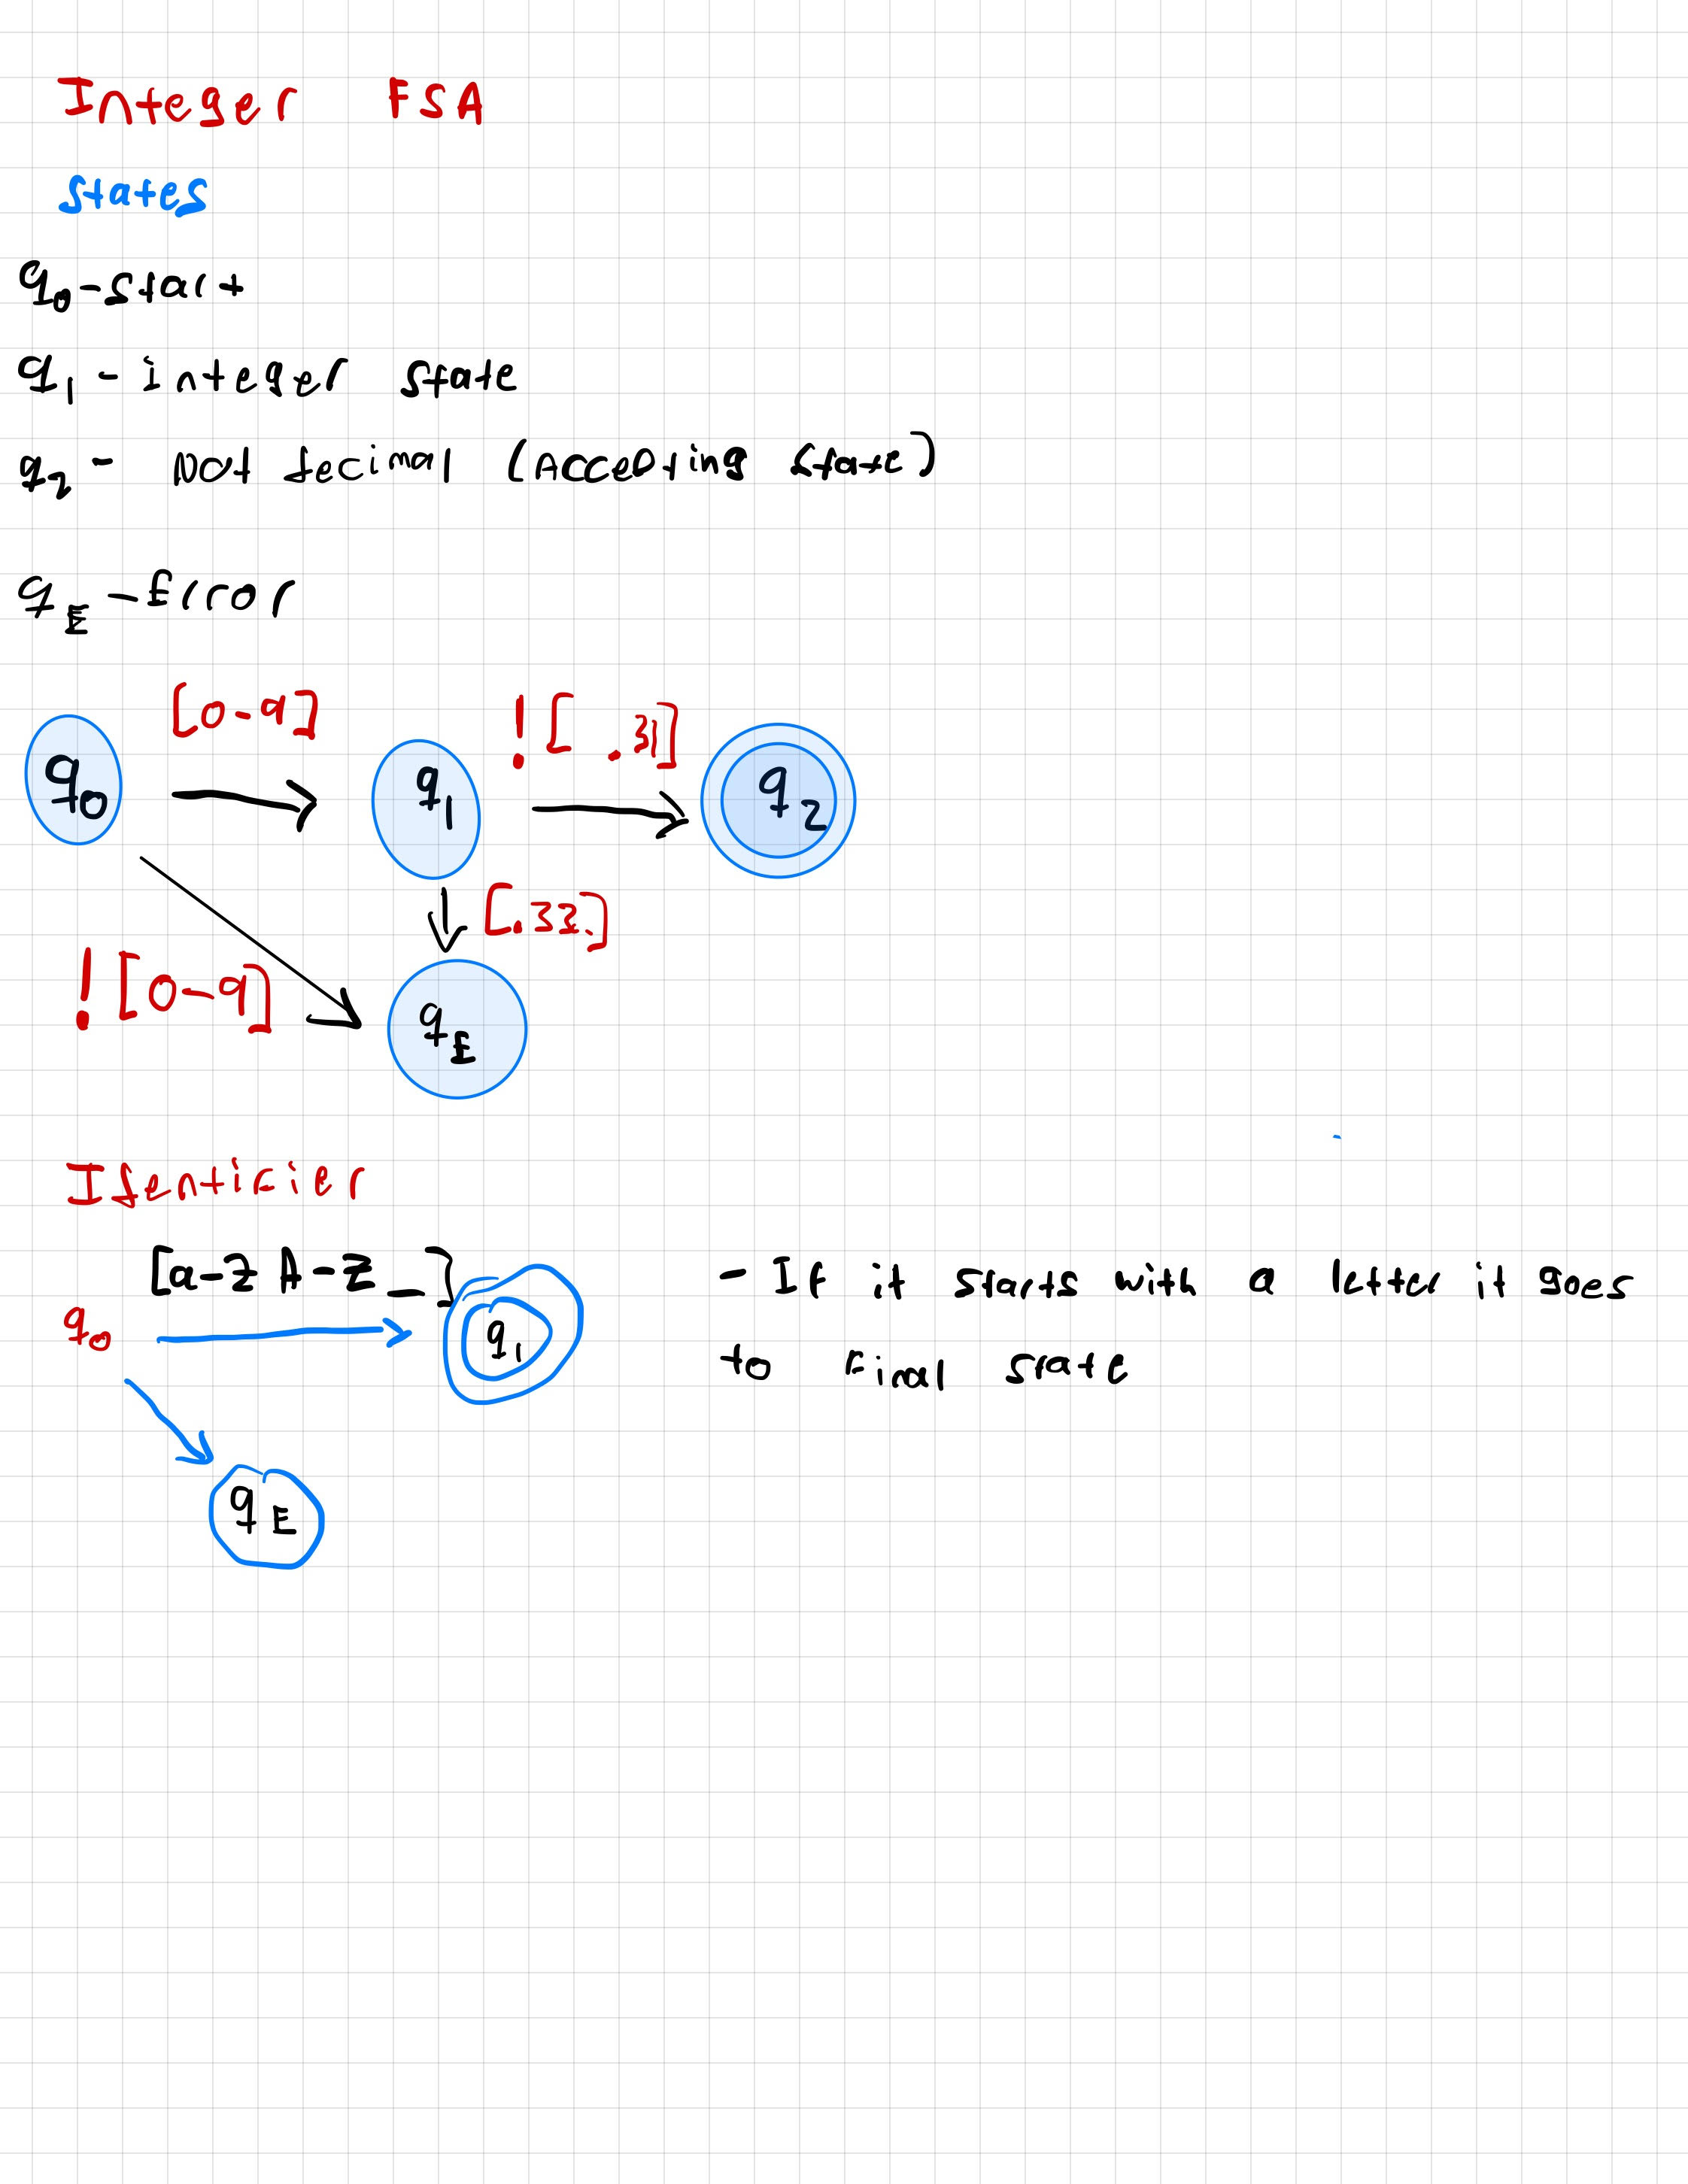 Integer FSA
states
q0-start
q1 - integer state
q2 - Not decimal (Accepting state)
qE - Error
[0-9]
q0
q1
q2
[.33.]
![0-9]
qE
Identifier
[a-z A-Z _]
q0
q1
- If it starts with a letter it goes
to final state
qE